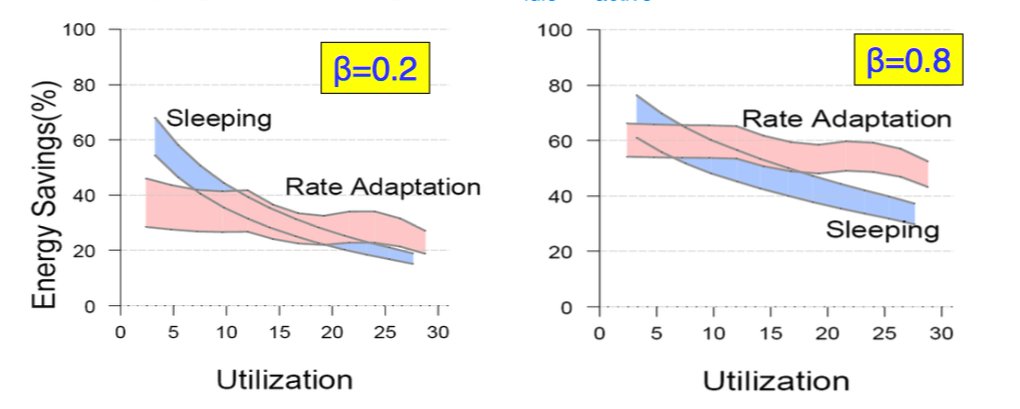 β=0.2
Energy Savings(%)
100
80
60
40
20
0
Sleeping
Rate Adaptation
0 5 10 15 20 25 30
Utilization
β=0.8
100
80
60
40
20
0
Rate Adaptation
Sleeping
0 5 10 15 20 25 30
Utilization